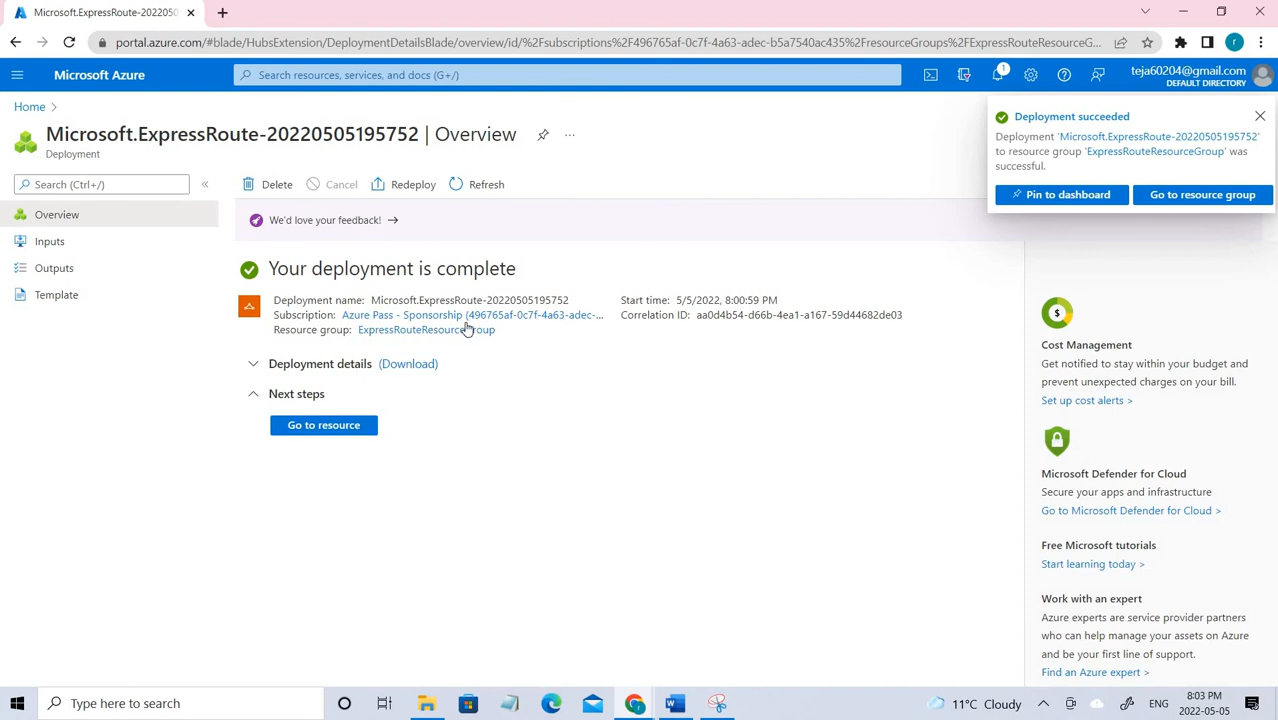 Microsoft.ExpressRoute-2022050
portal.azure.com/#blade/HubsExtension/DeploymentDetailsBlade/overview/id/%2Fsubscriptions%2F496765af-0c7f-4a63-adec-b5a7540ac435%2FresourceGroups%2FExpressRouteResourceG...
Microsoft Azure
Search resources, services, and docs (G+/)
1
teja60204@gmail.com
DEFAULT DIRECTORY
Home >
Microsoft.ExpressRoute-20220505195752 | Overview
...
Deployment
Deployment succeeded
Deployment 'Microsoft.ExpressRoute-20220505195752'
to resource group 'ExpressRouteResourceGroup' was
successful.
Pin to dashboard
Go to resource group
Search (Ctrl+/)
«
Delete
Cancel
Redeploy
Refresh
Overview
Inputs
Outputs
Template
We'd love your feedback! →
Your deployment is complete
Deployment name: Microsoft.ExpressRoute-20220505195752
Subscription: Azure Pass - Sponsorship (496765af-0c7f-4a63-adec-...
Resource group: ExpressRouteResourceGroup
Start time: 5/5/2022, 8:00:59 PM
Correlation ID: aa0d4b54-d66b-4ea1-a167-59d44682de03
Deployment details (Download)
Next steps
Go to resource
Cost Management
Get notified to stay within your budget and
prevent unexpected charges on your bill.
Set up cost alerts >
Microsoft Defender for Cloud
Secure your apps and infrastructure
Go to Microsoft Defender for Cloud >
Free Microsoft tutorials
Start learning today >
Work with an expert
Azure experts are service provider partners
who can help manage your assets on Azure
and be your first line of support.
Find an Azure expert >
Type here to search
11°C Cloudy
ENG
8:03 PM
2022-05-05